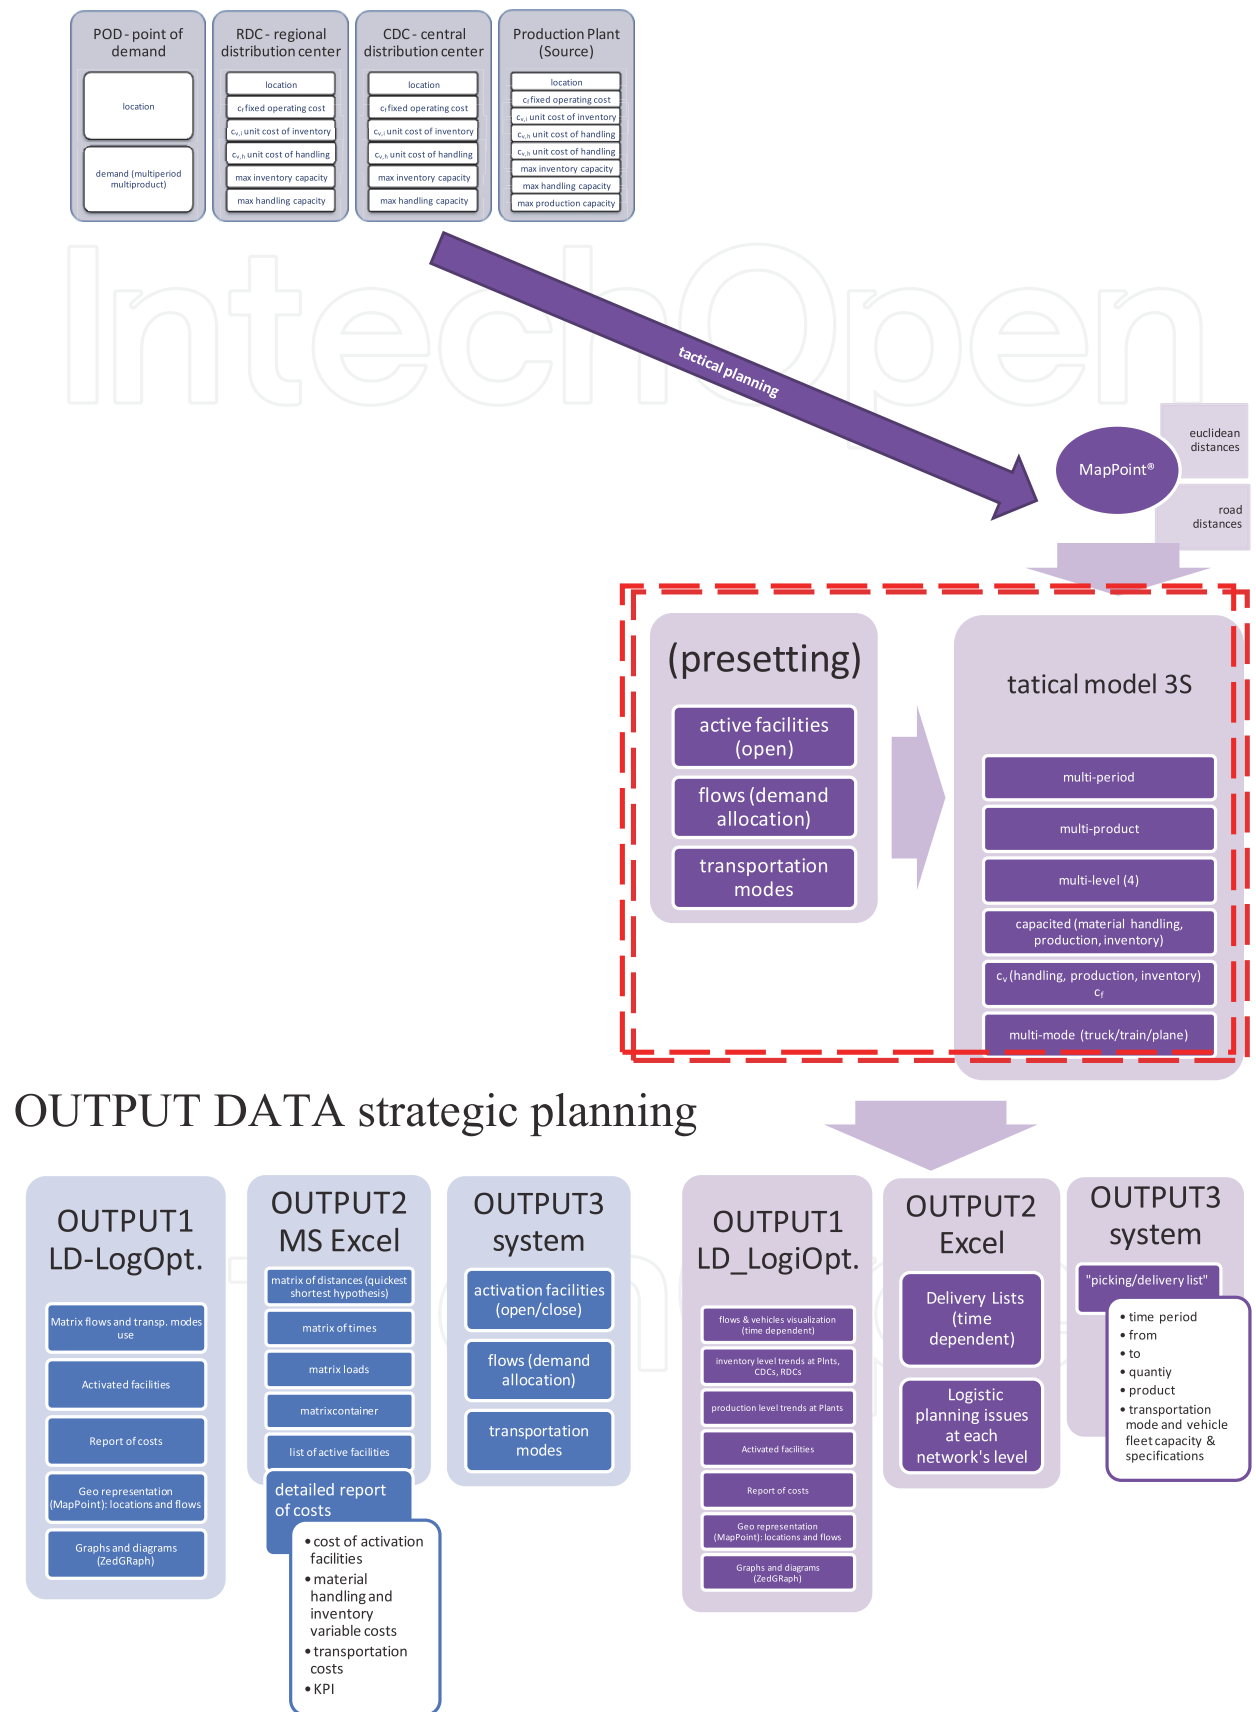 POD - point of
demand
location
demand (multiperiod
multiproduct)
RDC - regional
distribution center
location
cf fixed operating cost
cv,i unit cost of inventory
cv,h unit cost of handling
max inventory capacity
max handling capacity
CDC - central
distribution center
location
cf fixed operating cost
cv,i unit cost of inventory
cv,h unit cost of handling
max inventory capacity
max handling capacity
Production Plant
(Source)
location
cf fixed operating cost
cv,i unit cost of inventory
cv,h unit cost of handling
cv,h unit cost of handling
max inventory capacity
max handling capacity
max production capacity
IntechOpen
tactical planning
MapPoint®
euclidean
distances
road
distances
(presetting)
active facilities
(open)
flows (demand
allocation)
transportation
modes
tatical model 3S
multi-period
multi-product
multi-level (4)
capacited (material handling,
production, inventory)
cv (handling, production, inventory)
cf
multi-mode (truck/train/plane)
OUTPUT DATA strategic planning
OUTPUT1
LD-LogOpt.
Matrix flows and transp. modes
use
Activated facilities
Report of costs
Geo representation
(MapPoint): locations and flows
Graphs and diagrams
(ZedGRaph)
OUTPUT2
MS Excel
matrix of distances (quickest
shortest hypothesis)
matrix of times
matrix loads
matrixcontainer
list of active facilities
detailed report
of costs
• cost of activation
facilities
• material
handling and
inventory
variable costs
• transportation
costs
• KPI
OUTPUT3
system
activation facilities
(open/close)
flows (demand
allocation)
transportation
modes
OUTPUT1
LD_LogiOpt.
flows & vehicles visualization
(time dependent)
inventory level trends at Plnts,
CDCs, RDCs
production level trends at Plants
Activated facilities
Report of costs
Geo representation
(MapPoint): locations and flows
Graphs and diagrams
(ZedGRaph)
OUTPUT2
Excel
Delivery Lists
(time
dependent)
Logistic
planning issues
at each
network's level
OUTPUT3
system
"picking/delivery list"
• time period
• from
• to
• quantiy
• product
• transportation
mode and vehicle
fleet capacity &
specifications